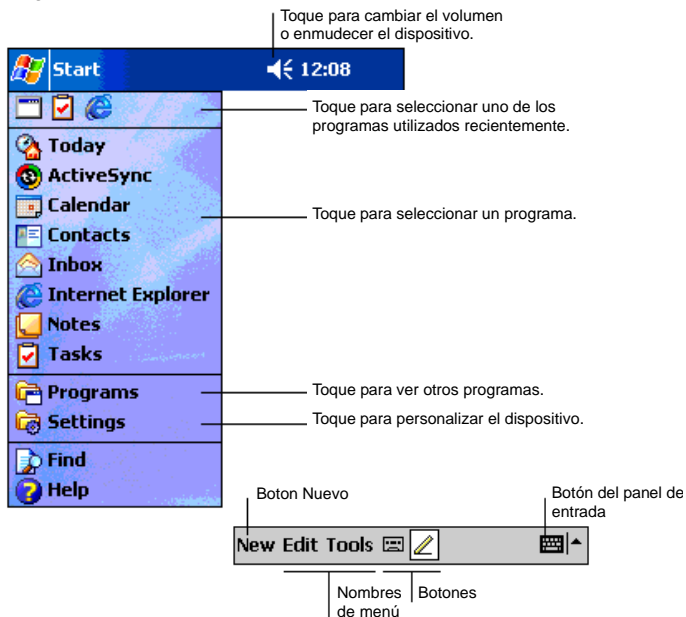 Toque para cambiar el volumen
o enmudecer el dispositivo.
Start
12:08
Toque para seleccionar uno de los
programas utilizados recientemente.
Today
ActiveSync
Calendar
Toque para seleccionar un programa.
Contacts
Inbox
Internet Explorer
Notes
Tasks
Programs
Toque para ver otros programas.
Settings
Toque para personalizar el dispositivo.
Find
Help
Boton Nuevo
Botón del panel de
entrada
New Edit Tools
Nombres
de menú
Botones